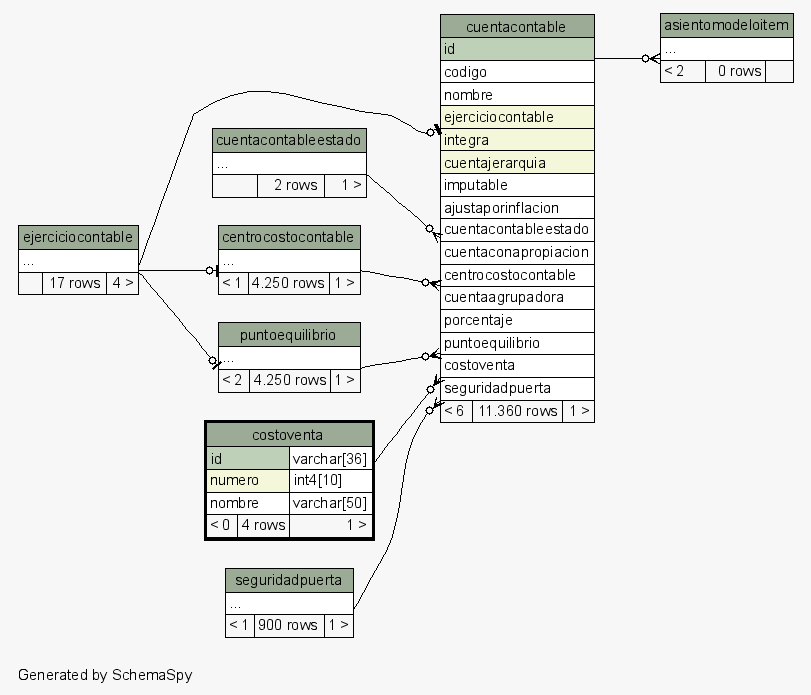 cuentacontable
id
codigo
nombre
ejerciciocontable
integra
cuentajerarquia
imputable
ajustaporinflacion
cuentacontableestado
cuentaconapropiacion
centrocostocontable
cuentaagrupadora
porcentaje
puntoequilibrio
costoventa
seguridadpuerta
< 6 11.360 rows 1 >
asientomodeloitem
...
< 2 0 rows
cuentacontableestado
...
2 rows 1 >
ejerciciocontable
...
17 rows 4 >
centrocostocontable
...
< 1 4.250 rows 1 >
puntoequilibrio
...
< 2 4.250 rows 1 >
costoventa
id varchar[36]
numero int4[10]
nombre varchar[50]
< 0 4 rows 1 >
seguridadpuerta
...
< 1 900 rows 1 >
Generated by SchemaSpy